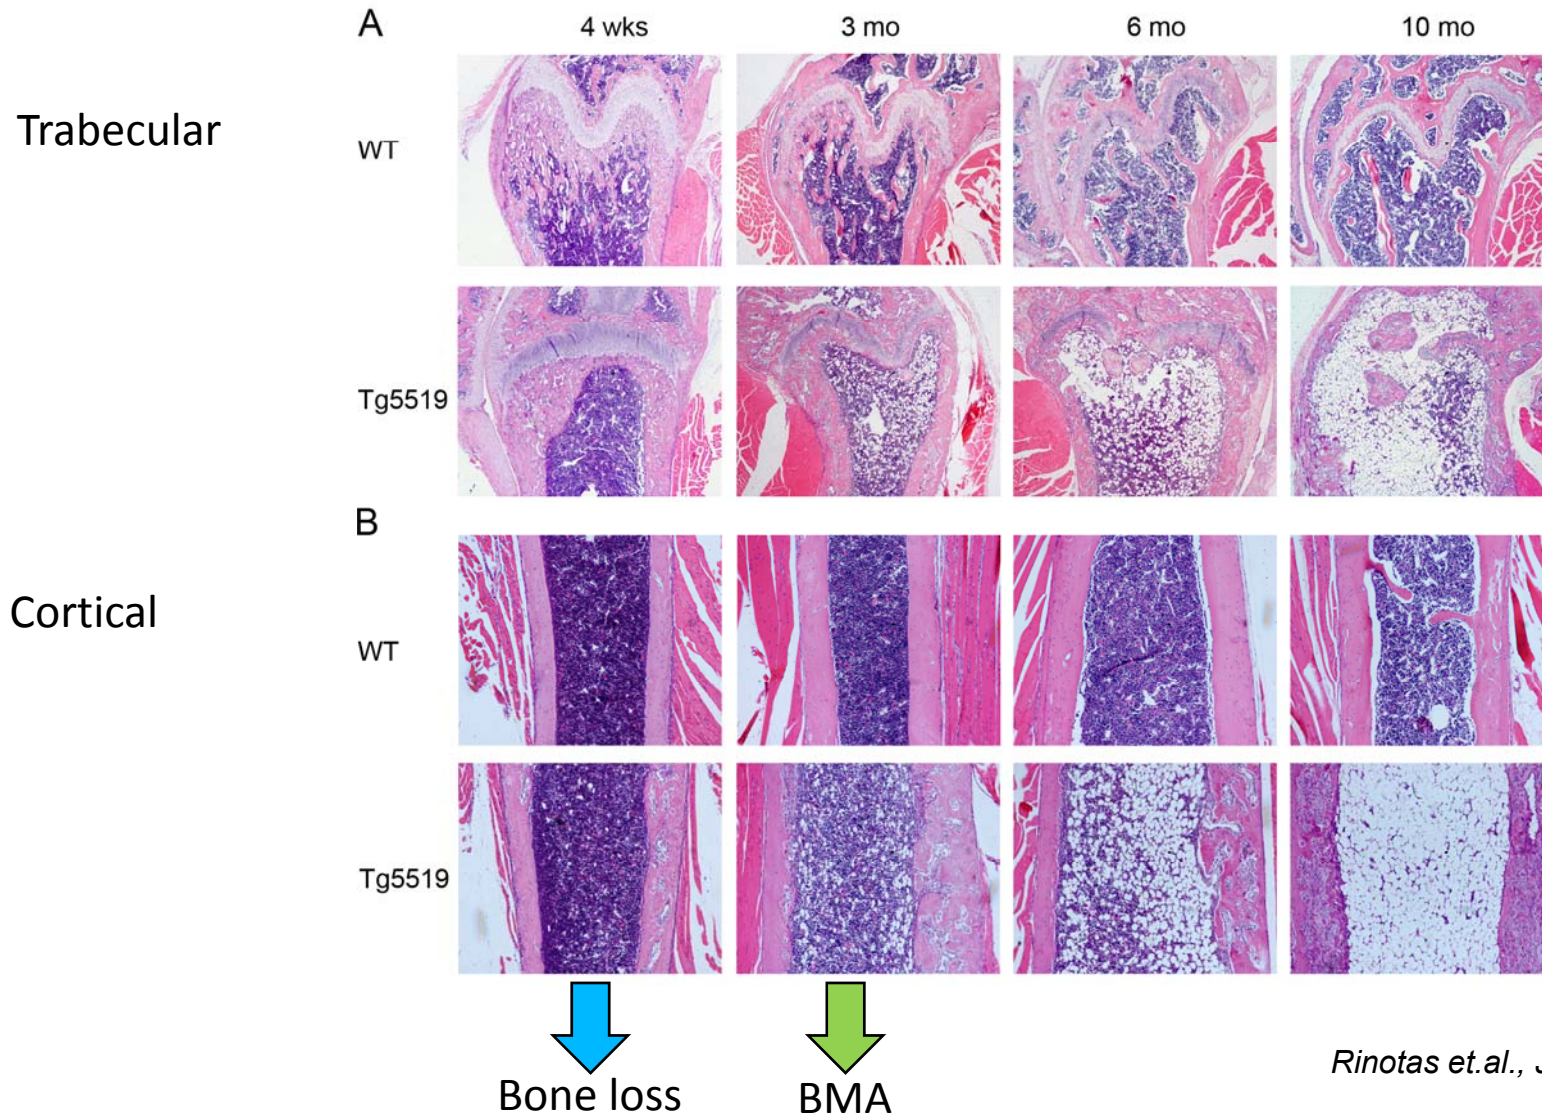 A 4 wks 3 mo 6 mo 10 mo
Trabecular
WT
Tg5519
B
Cortical
WT
Tg5519
Bone loss BMA
Rinotas et.al., J